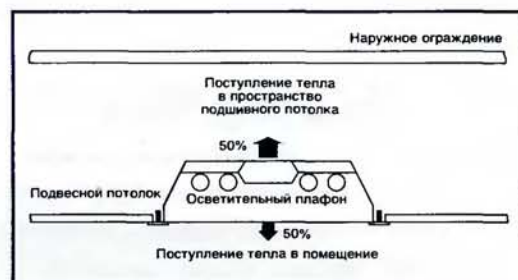 Наружное ограждение
Поступление тепла
в пространство
подшивного потолка
50%
Подвесной потолок
Осветительный плафон
50%
Поступление тепла в помещение